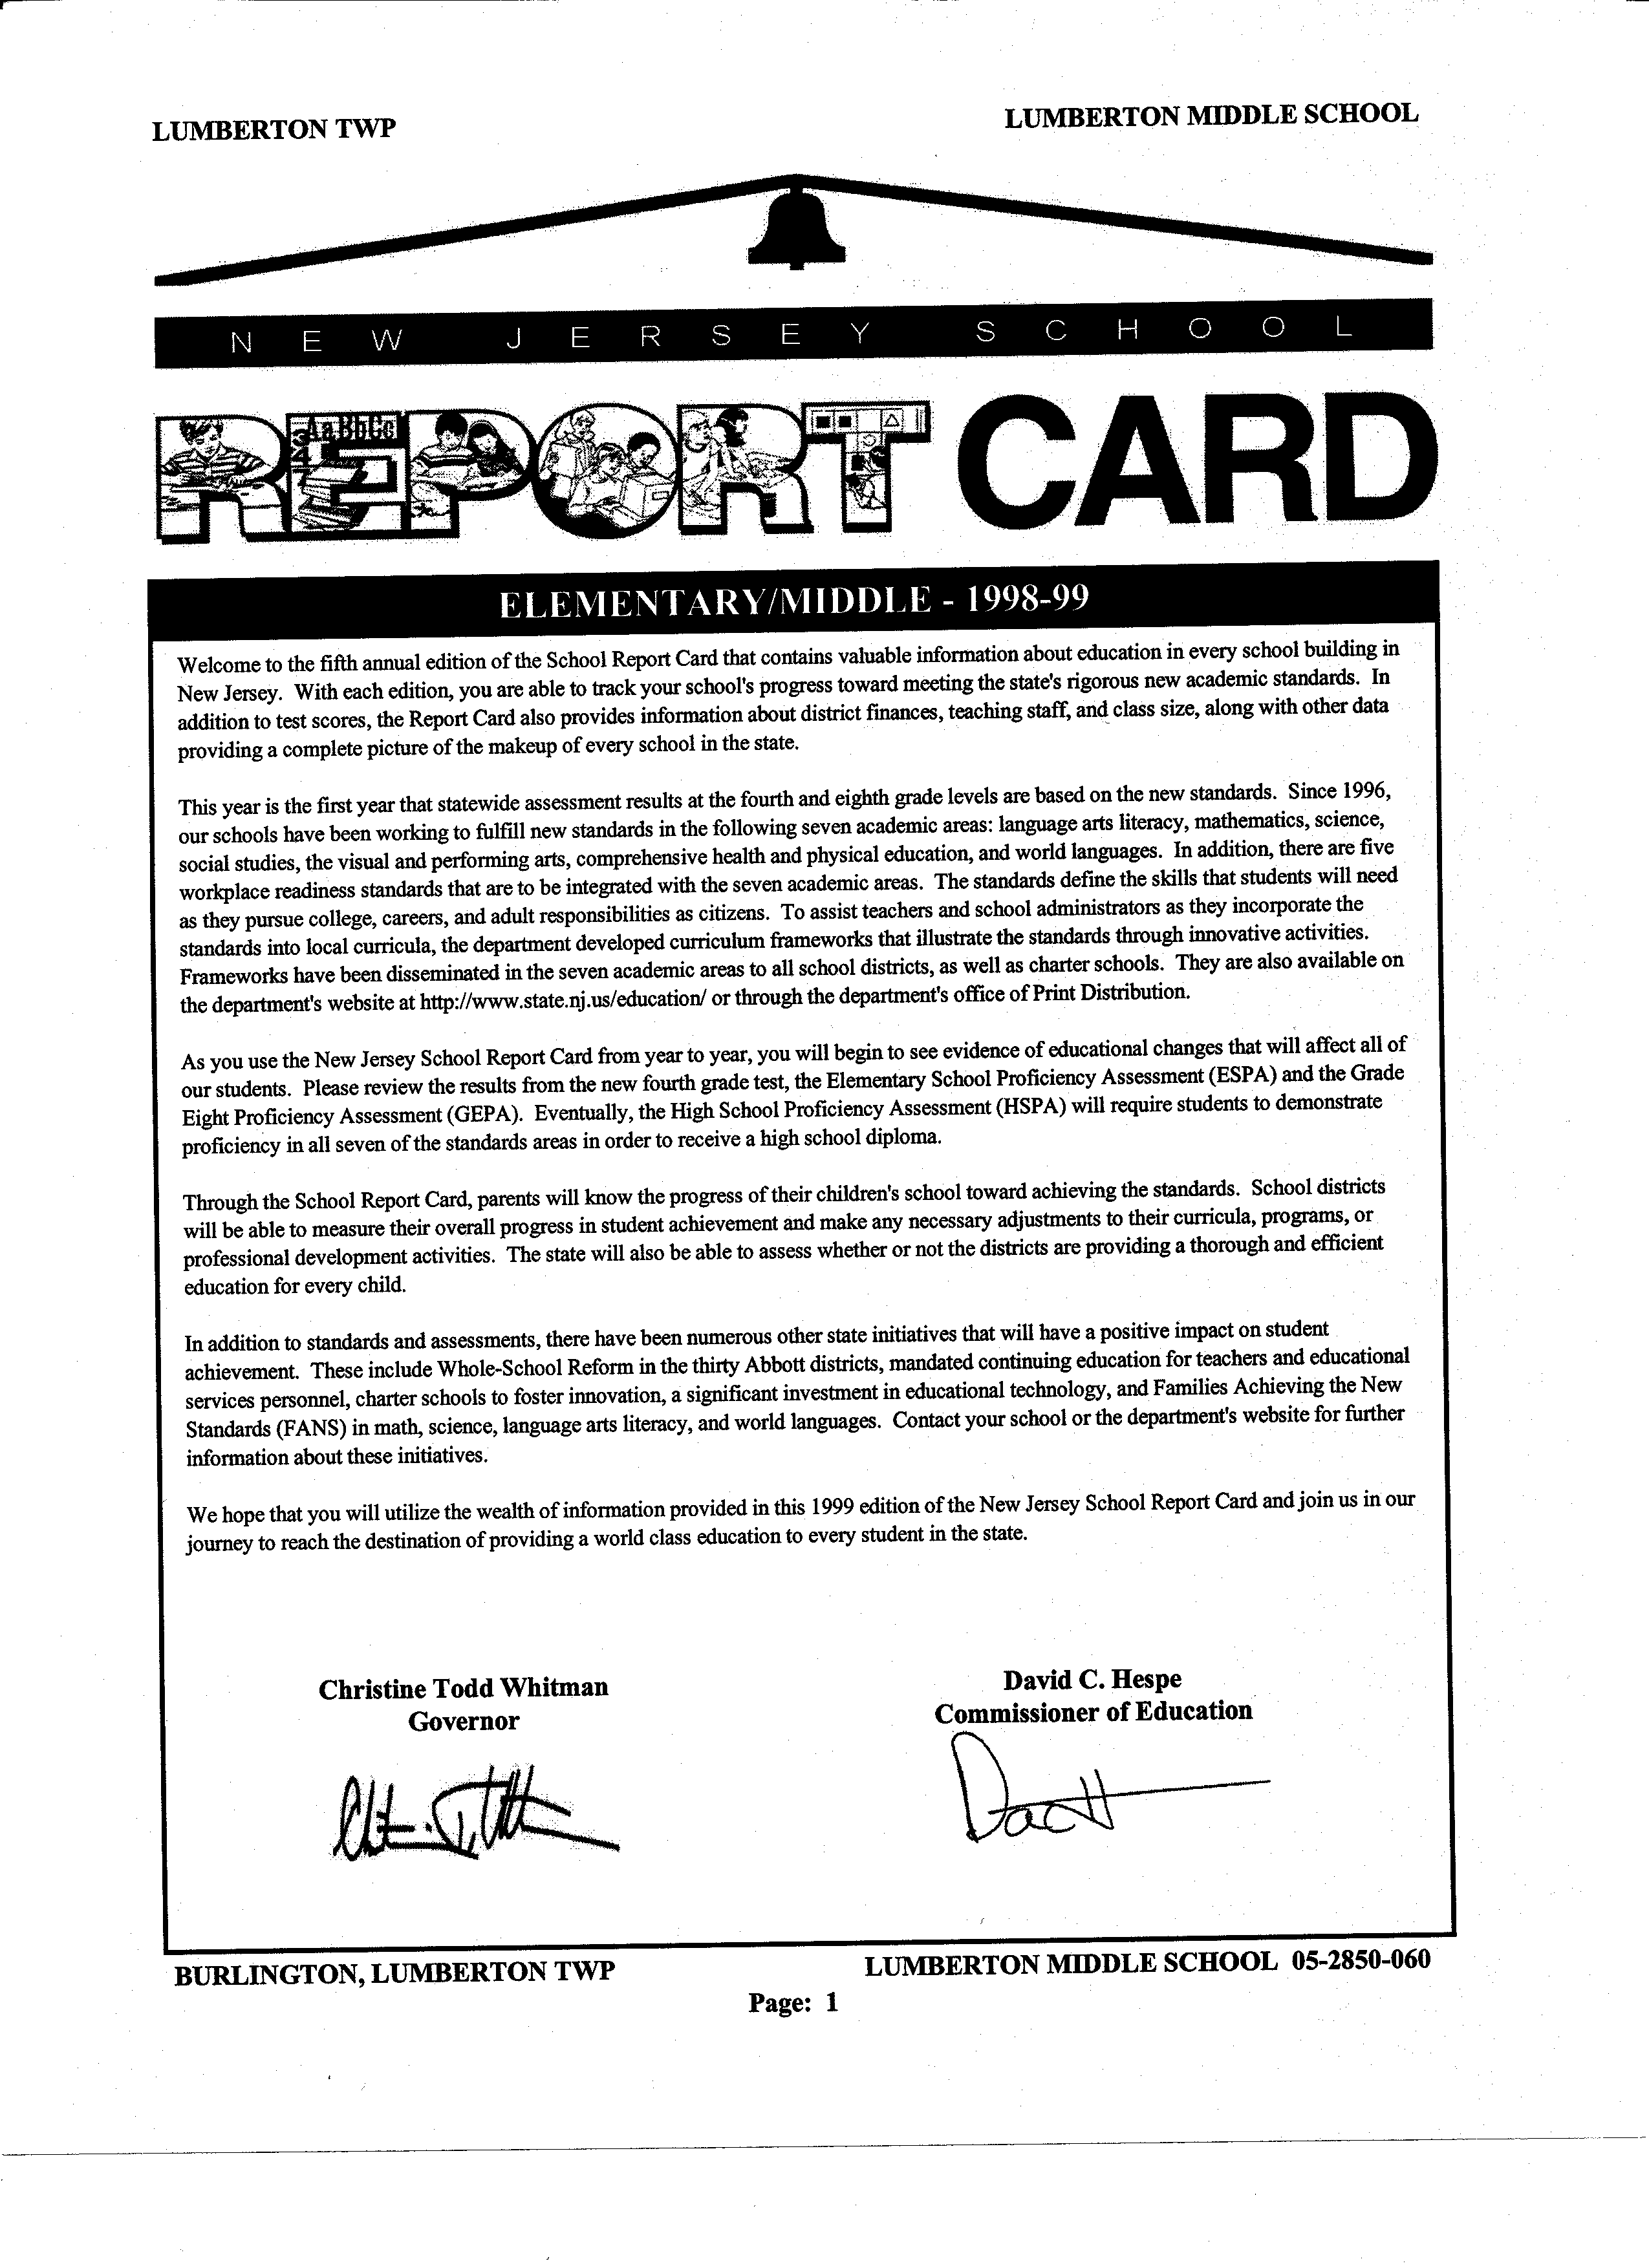 LUMBERTON TWP
LUMBERTON MIDDLE SCHOOL
NEW JERSEY SCHOOL
REPORT CARD
AaBbCc
ELEMENTARY/MIDDLE - 1998-99
Welcome to the fifth annual edition of the School Report Card that contains valuable information about education in every school building in
New Jersey. With each edition, you are able to track your school's progress toward meeting the state's rigorous new academic standards. In
addition to test scores, the Report Card also provides information about district finances, teaching staff, and class size, along with other data
providing a complete picture of the makeup of every school in the state.
This year is the first year that statewide assessment results at the fourth and eighth grade levels are based on the new standards. Since 1996,
our schools have been working to fulfill new standards in the following seven academic areas: language arts literacy, mathematics, science,
social studies, the visual and performing arts, comprehensive health and physical education, and world languages. In addition, there are five
workplace readiness standards that are to be integrated with the seven academic areas. The standards define the skills that students will need
as they pursue college, careers, and adult responsibilities as citizens. To assist teachers and school administrators as they incorporate the
standards into local curricula, the department developed curriculum frameworks that illustrate the standards through innovative activities.
Frameworks have been disseminated in the seven academic areas to all school districts, as well as charter schools. They are also available on
the department's website at http://www.state.nj.us/education/ or through the department's office of Print Distribution.
As you use the New Jersey School Report Card from year to year, you will begin to see evidence of educational changes that will affect all of
our students. Please review the results from the new fourth grade test, the Elementary School Proficiency Assessment (ESPA) and the Grade
Eight Proficiency Assessment (GEPA). Eventually, the High School Proficiency Assessment (HSPA) will require students to demonstrate
proficiency in all seven of the standards areas in order to receive a high school diploma.
Through the School Report Card, parents will know the progress of their children's school toward achieving the standards. School districts
will be able to measure their overall progress in student achievement and make any necessary adjustments to their curricula, programs, or
professional development activities. The state will also be able to assess whether or not the districts are providing a thorough and efficient
education for every child.
In addition to standards and assessments, there have been numerous other state initiatives that will have a positive impact on student
achievement. These include Whole-School Reform in the thirty Abbott districts, mandated continuing education for teachers and educational
services personnel, charter schools to foster innovation, a significant investment in educational technology, and Families Achieving the New
Standards (FANS) in math, science, language arts literacy, and world languages. Contact your school or the department's website for further
information about these initiatives.
We hope that you will utilize the wealth of information provided in this 1999 edition of the New Jersey School Report Card and join us in our
journey to reach the destination of providing a world class education to every student in the state.
Christine Todd Whitman
Governor
David C. Hespe
Commissioner of Education
BURLINGTON, LUMBERTON TWP
LUMBERTON MIDDLE SCHOOL 05-2850-060
Page: 1